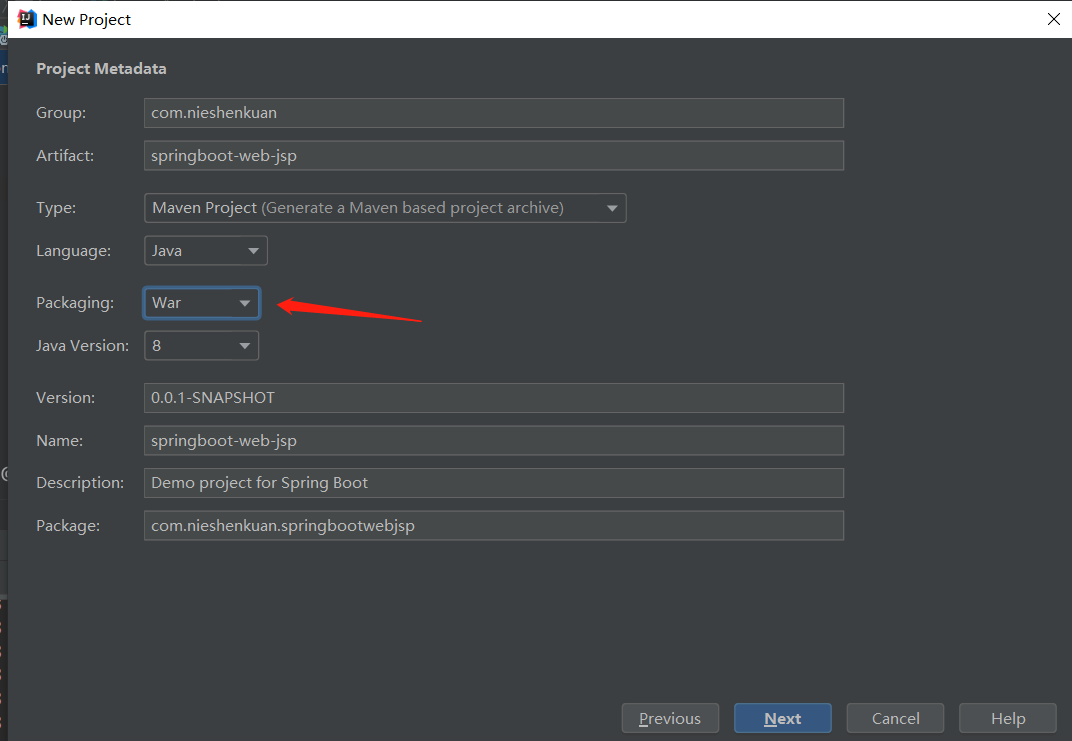 New Project
Project Metadata
Group: com.nieshenkuan
Artifact: springboot-web-jsp
Type: Maven Project (Generate a Maven based project archive)
Language: Java
Packaging: War
Java Version: 8
Version: 0.0.1-SNAPSHOT
Name: springboot-web-jsp
Description: Demo project for Spring Boot
Package: com.nieshenkuan.springbootwebjsp
Previous Next Cancel Help